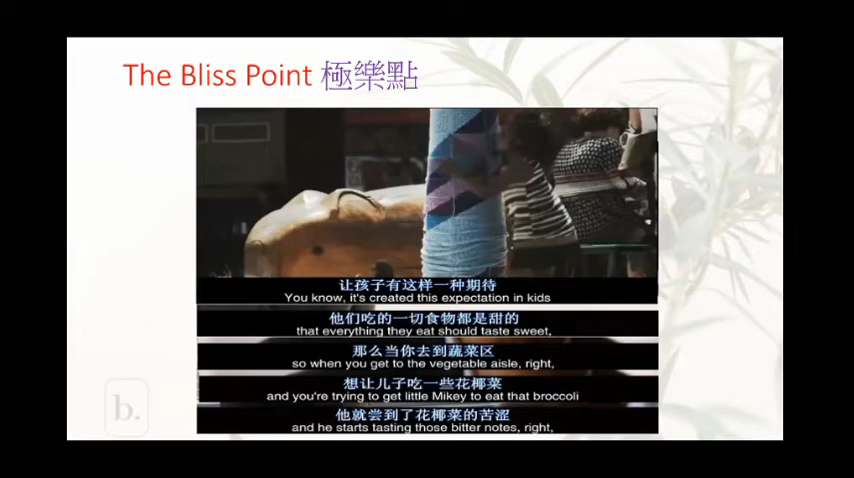 The Bliss Point 極樂點
让孩子有这样一种期待
You know, it's created this expectation in kids
他们吃的一切食物都是甜的
that everything they eat should taste sweet,
那么当你去到蔬菜区
so when you get to the vegetable aisle, right,
想让儿子吃一些花椰菜
and you're trying to get little Mikey to eat that broccoli
他就尝到了花椰菜的苦涩
and he starts tasting those bitter notes, right,
b.